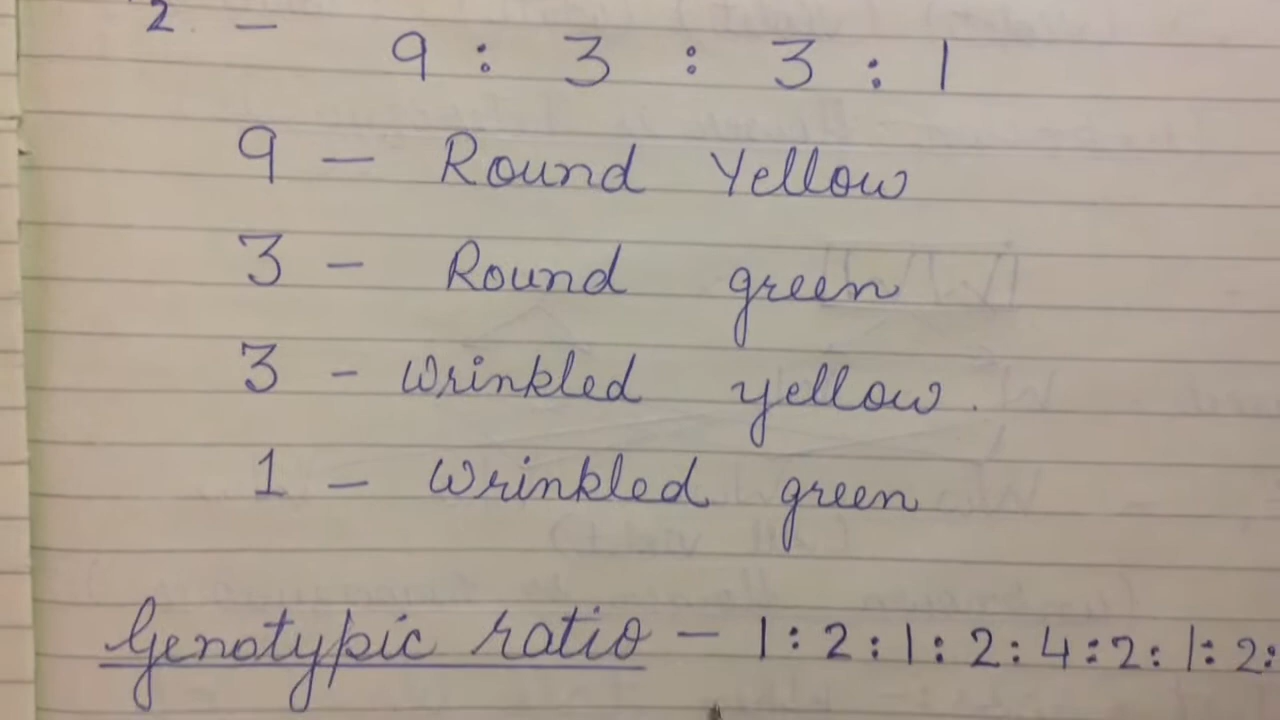 2. -
9 : 3 : 3 : 1
9 - Round Yellow
3 - Round green
3 - Wrinkled yellow.
1 - Wrinkled green
Genotypic ratio - 1 : 2 : 1 : 2 : 4 : 2 : 1 : 2 :